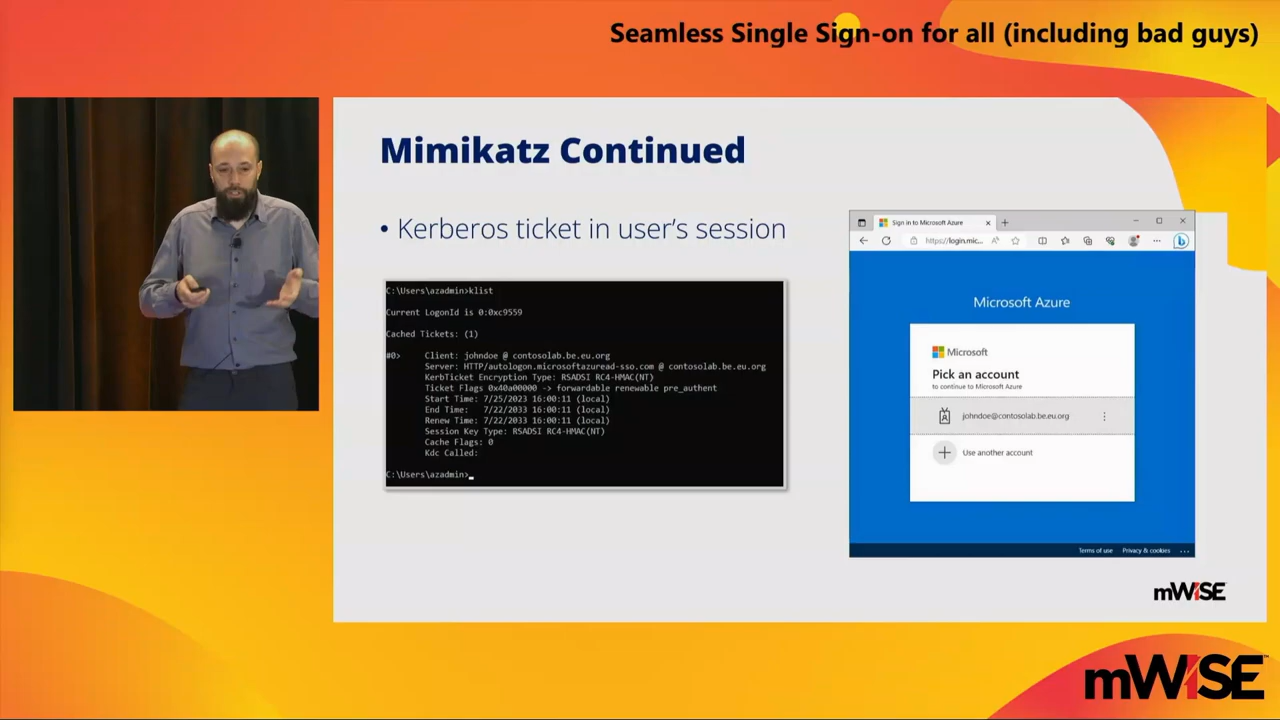 Seamless Single Sign-on for all (including bad guys)
Mimikatz Continued
• Kerberos ticket in user's session
C:\Users\azadmin>klist
Current LogonId is 0:0xc9559
Cached Tickets: (1)
#0> Client: johndoe @ contosolab.be.eu.org
Server: HTTP/autologon.microsoftazuread-sso.com @ contosolab.be.eu.org
KerbTicket Encryption Type: RSADSI RC4-HMAC(NT)
Ticket Flags 0x40a00000 -> forwardable renewable pre_authent
Start Time: 7/25/2023 16:00:11 (local)
End Time: 7/22/2033 16:00:11 (local)
Renew Time: 7/22/2033 16:00:11 (local)
Session Key Type: RSADSI RC4-HMAC(NT)
Cache Flags: 0
Kdc Called:
C:\Users\azadmin>
Sign in to Microsoft Azure
https://login.mic...
Microsoft Azure
Microsoft
Pick an account
to continue to Microsoft Azure
johndoe@contosolab.be.eu.org
Use another account
Terms of use Privacy & cookies ...
mWISE
mWISE